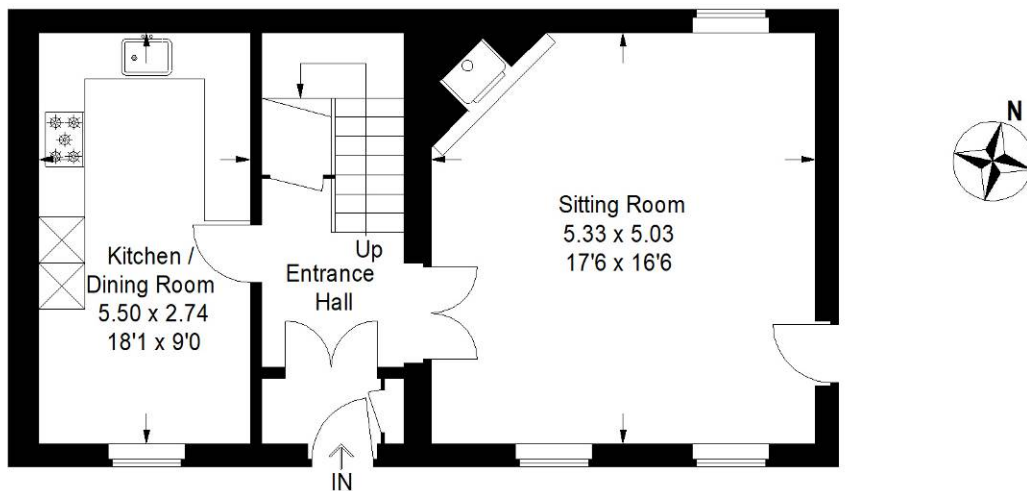 N
Kitchen /
Dining Room
5.50 x 2.74
18'1 x 9'0
Up
Entrance
Hall
Sitting Room
5.33 x 5.03
17'6 x 16'6
IN